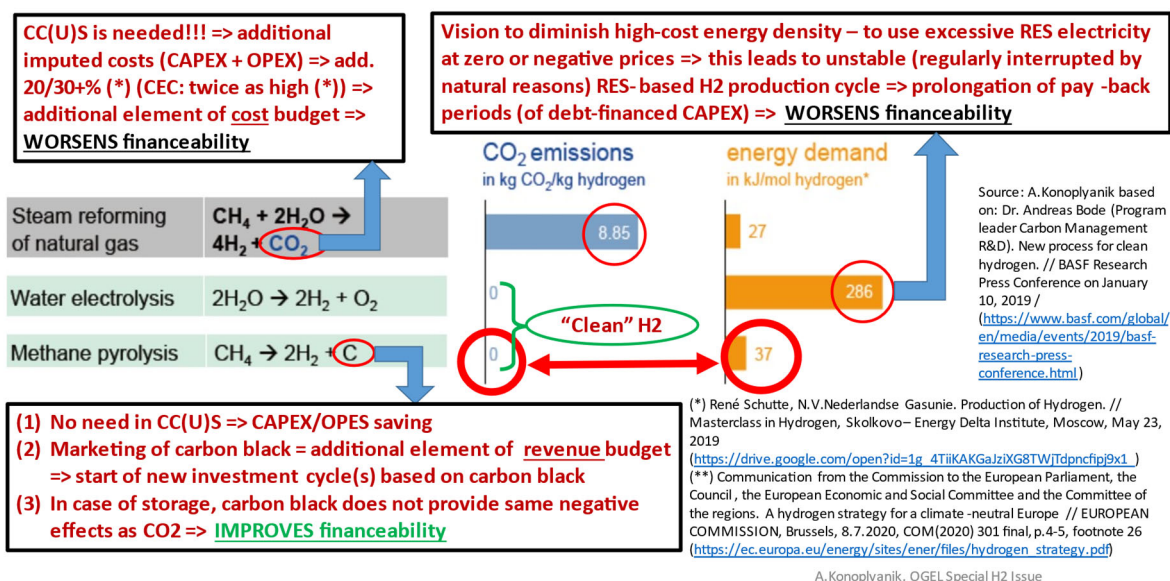 CC(U)S is needed!!! => additional
imputed costs (CAPEX + OPEX) => add.
20/30+% (*) (CEC: twice as high (*)) =>
additional element of cost budget =>
WORSENS financeability
Vision to diminish high-cost energy density – to use excessive RES electricity
at zero or negative prices => this leads to unstable (regularly interrupted by
natural reasons) RES-based H2 production cycle => prolongation of pay -back
periods (of debt-financed CAPEX) => WORSENS financeability
CO2 emissions
in kg CO2/kg hydrogen
energy demand
in kJ/mol hydrogen*
Steam reforming
of natural gas
CH4 + 2H2O →
4H2 + CO2
8.85
27
Water electrolysis
2H2O → 2H2 + O2
0
286
"Clean" H2
Methane pyrolysis
CH4 → 2H2 + C
0
37
Source: A.Konoplyanik based
on: Dr. Andreas Bode (Program
leader Carbon Management
R&D). New process for clean
hydrogen. // BASF Research
Press Conference on January
10, 2019 /
(https://www.basf.com/global/
en/media/events/2019/basf-
research-press-
conference.html)
(1) No need in CC(U)S => CAPEX/OPES saving
(2) Marketing of carbon black = additional element of revenue budget
=> start of new investment cycle(s) based on carbon black
(3) In case of storage, carbon black does not provide same negative
effects as CO2 => IMPROVES financeability
(*) René Schutte, N.V.Nederlandse Gasunie. Production of Hydrogen. //
Masterclass in Hydrogen, Skolkovo– Energy Delta Institute, Moscow, May 23,
2019
(https://drive.google.com/open?id=1g_4TiiKAKGaJziXG8TWjTdpncfipj9x1_)
(**) Communication from the Commission to the European Parliament, the
Council , the European Economic and Social Committee and the Committee of
the regions. A hydrogen strategy for a climate -neutral Europe // EUROPEAN
COMMISSION, Brussels, 8.7.2020, COM(2020) 301 final, p.4-5, footnote 26
(https://ec.europa.eu/energy/sites/ener/files/hydrogen_strategy.pdf)
A.Konoplyanik, OGEL Special H2 Issue